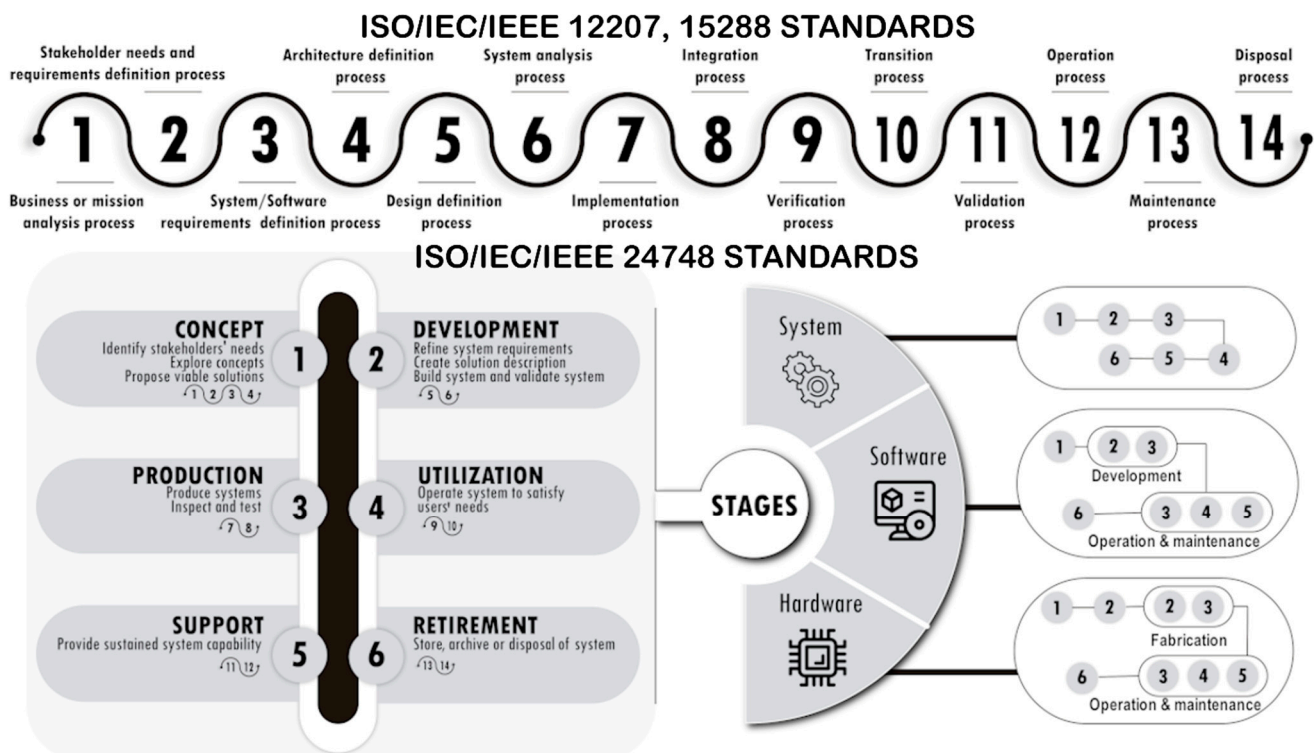 ISO/IEC/IEEE 12207, 15288 STANDARDS
Stakeholder needs and
requirements definition process
Architecture definition
process
System analysis
process
Integration
process
Transition
process
Operation
process
Disposal
process
1 2 3 4 5 6 7 8 9 10 11 12 13 14
Business or mission
analysis process
System/Software
requirements definition process
Design definition
process
Implementation
process
Verification
process
Validation
process
Maintenance
process
ISO/IEC/IEEE 24748 STANDARDS
CONCEPT
Identify stakeholders' needs
Explore concepts
Propose viable solutions
1 2 3 4
1
2
DEVELOPMENT
Refine system requirements
Create solution description
Build system and validate system
5 6
PRODUCTION
Produce systems
Inspect and test
7 8
3
4
UTILIZATION
Operate system to satisfy
users' needs
9 10
SUPPORT
Provide sustained system capability
11 12
5
6
RETIREMENT
Store, archive or disposal of system
13 14
STAGES
System
Software
Hardware
1 2 3
6 5 4
1 2 3
Development
6 3 4 5
Operation & maintenance
1 2 2 3
Fabrication
6 3 4 5
Operation & maintenance